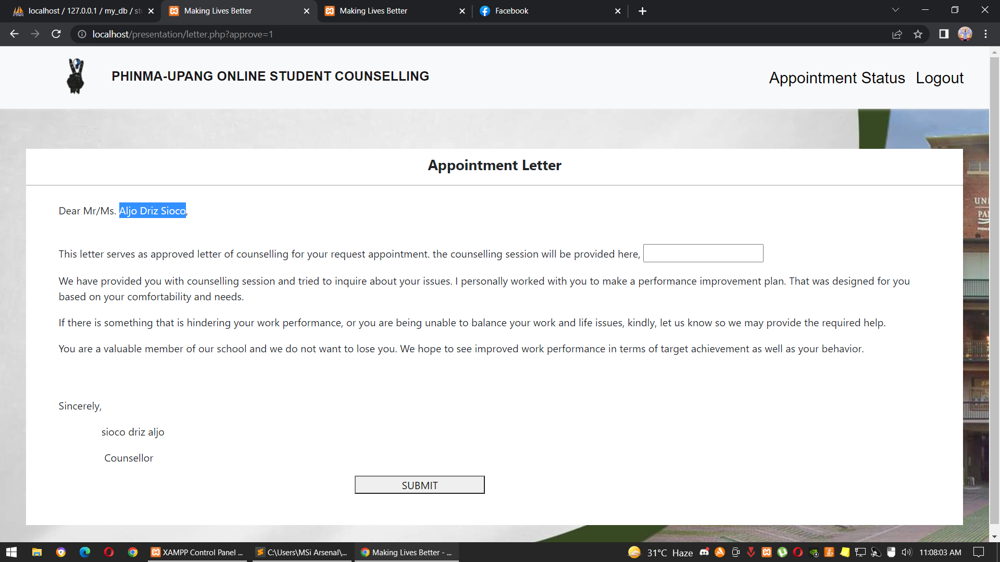 localhost / 127.0.0.1 / my_db / st
Making Lives Better
Making Lives Better
Facebook
localhost/presentation/letter.php?approve=1
PHINMA-UPANG ONLINE STUDENT COUNSELLING
Appointment Status Logout
Appointment Letter
Dear Mr/Ms. Aljo Driz Sioco,
This letter serves as approved letter of counselling for your request appointment. the counselling session will be provided here,
We have provided you with counselling session and tried to inquire about your issues. I personally worked with you to make a performance improvement plan. That was designed for you
based on your comfortability and needs.
If there is something that is hindering your work performance, or you are being unable to balance your work and life issues, kindly, let us know so we may provide the required help.
You are a valuable member of our school and we do not want to lose you. We hope to see improved work performance in terms of target achievement as well as your behavior.
Sincerely,
sioco driz aljo
Counsellor
SUBMIT
UNI
PA
XAMPP Control Panel ...
C:\Users\MSi Arsenal\...
Making Lives Better - ...
31°C Haze
11:08:03 AM